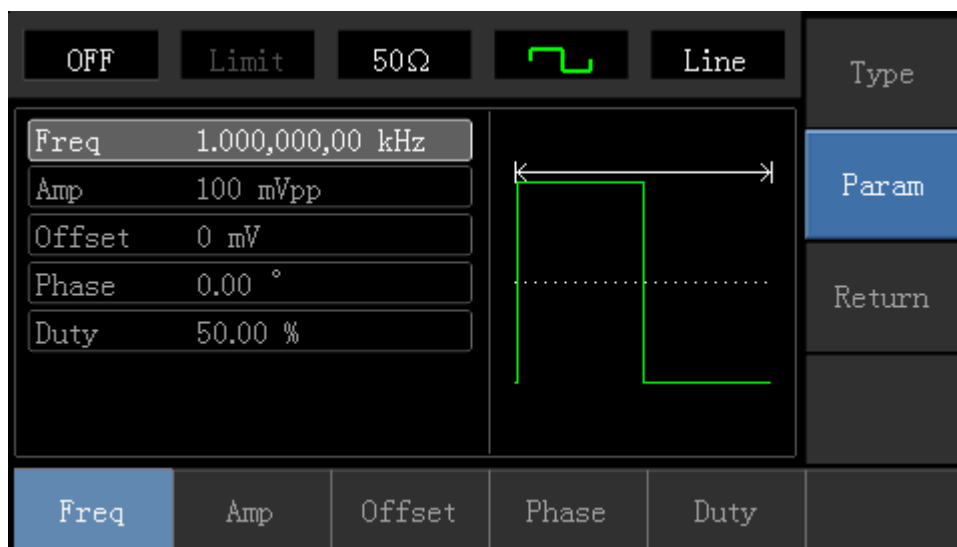 OFF Limit 50Ω Line
Type
Freq 1.000,000,00 kHz
Amp 100 mVpp
Param
Offset 0 mV
Phase 0.00 °
Return
Duty 50.00 %
Freq Amp Offset Phase Duty